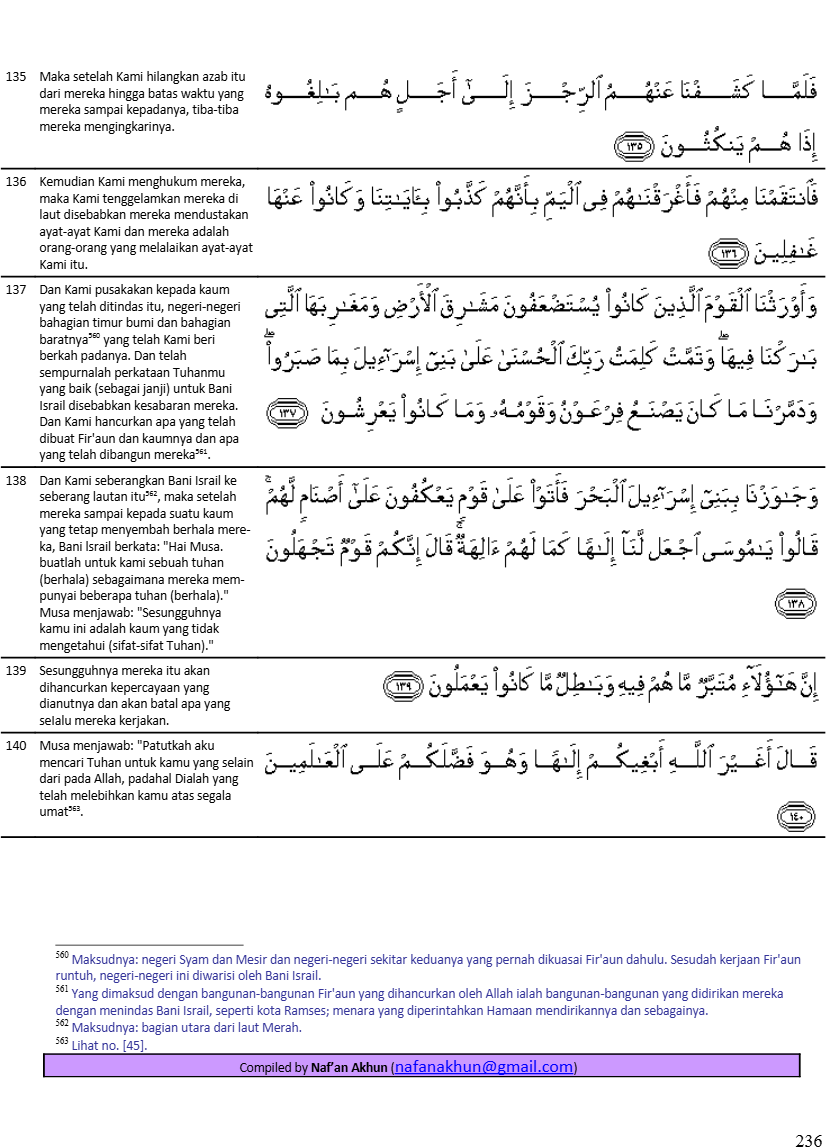 135 Maka setelah Kami hilangkan azab itu
dari mereka hingga batas waktu yang
mereka sampai kepadanya, tiba-tiba
mereka mengingkarinya.
فَلَمَّا كَشَفْنَا عَنْهُمُ ٱلرِّجْزَ إِلَىٰٓ أَجَلٍ هُم بَـٰلِغُوهُ
إِذَا هُمْ يَنكُثُونَ ١٣٥
136 Kemudian Kami menghukum mereka,
maka Kami tenggelamkan mereka di
laut disebabkan mereka mendustakan
ayat-ayat Kami dan mereka adalah
orang-orang yang melalaikan ayat-ayat
Kami itu.
فَٱنتَقَمْنَا مِنْهُمْ فَأَغْرَقْنَـٰهُمْ فِى ٱلْيَمِّ بِأَنَّهُمْ كَذَّبُوا۟ بِـَٔايَـٰتِنَا وَكَانُوا۟ عَنْهَا
غَـٰفِلِينَ ١٣٦
137 Dan Kami pusakakan kepada kaum
yang telah ditindas itu, negeri-negeri
bahagian timur bumi dan bahagian
baratnya⁵⁶⁰ yang telah Kami beri
berkah padanya. Dan telah
sempurnalah perkataan Tuhanmu
yang baik (sebagai janji) untuk Bani
Israil disebabkan kesabaran mereka.
Dan Kami hancurkan apa yang telah
dibuat Fir'aun dan kaumnya dan apa
yang telah dibangun mereka⁵⁶¹.
وَأَوْرَثْنَا ٱلْقَوْمَ ٱلَّذِينَ كَانُوا۟ يُسْتَضْعَفُونَ مَشَـٰرِقَ ٱلْأَرْضِ وَمَغَـٰرِبَهَا ٱلَّتِى
بَـٰرَكْنَا فِيهَا ۖ وَتَمَّتْ كَلِمَتُ رَبِّكَ ٱلْحُسْنَىٰ عَلَىٰ بَنِىٓ إِسْرَٰٓءِيلَ بِمَا صَبَرُوا۟ ۖ
وَدَمَّرْنَا مَا كَانَ يَصْنَعُ فِرْعَوْنُ وَقَوْمُهُۥ وَمَا كَانُوا۟ يَعْرِشُونَ ١٣٧
138 Dan Kami seberangkan Bani Israil ke
seberang lautan itu⁵⁶², maka setelah
mereka sampai kepada suatu kaum
yang tetap menyembah berhala mere-
ka, Bani lsrail berkata: "Hai Musa.
buatlah untuk kami sebuah tuhan
(berhala) sebagaimana mereka mem-
punyai beberapa tuhan (berhala)."
Musa menjawab: "Sesungguhnya
kamu ini adalah kaum yang tidak
mengetahui (sifat-sifat Tuhan)."
وَجَـٰوَزْنَا بِبَنِىٓ إِسْرَٰٓءِيلَ ٱلْبَحْرَ فَأَتَوْا۟ عَلَىٰ قَوْمٍ يَعْكُفُونَ عَلَىٰٓ أَصْنَامٍ لَّهُمْ ۚ
قَالُوا۟ يَـٰمُوسَى ٱجْعَل لَّنَآ إِلَـٰهًا كَمَا لَهُمْ ءَالِهَةٌ ۚ قَالَ إِنَّكُمْ قَوْمٌ تَجْهَلُونَ
١٣٨
139 Sesungguhnya mereka itu akan
dihancurkan kepercayaan yang
dianutnya dan akan batal apa yang
selalu mereka kerjakan.
إِنَّ هَـٰٓؤُلَآءِ مُتَبَّرٌ مَّا هُمْ فِيهِ وَبَـٰطِلٌ مَّا كَانُوا۟ يَعْمَلُونَ ١٣٩
140 Musa menjawab: "Patutkah aku
mencari Tuhan untuk kamu yang selain
dari pada Allah, padahal Dialah yang
telah melebihkan kamu atas segala
umat⁵⁶³.
قَالَ أَغَيْرَ ٱللَّهِ أَبْغِيكُمْ إِلَـٰهًا وَهُوَ فَضَّلَكُمْ عَلَى ٱلْعَـٰلَمِينَ
١٤٠
⁵⁶⁰ Maksudnya: negeri Syam dan Mesir dan negeri-negeri sekitar keduanya yang pernah dikuasai Fir'aun dahulu. Sesudah kerjaan Fir'aun
runtuh, negeri-negeri ini diwarisi oleh Bani Israil.
⁵⁶¹ Yang dimaksud dengan bangunan-bangunan Fir'aun yang dihancurkan oleh Allah ialah bangunan-bangunan yang didirikan mereka
dengan menindas Bani Israil, seperti kota Ramses; menara yang diperintahkan Hamaan mendirikannya dan sebagainya.
⁵⁶² Maksudnya: bagian utara dari laut Merah.
⁵⁶³ Lihat no. [45].
Compiled by Naf’an Akhun (nafanakhun@gmail.com)
236